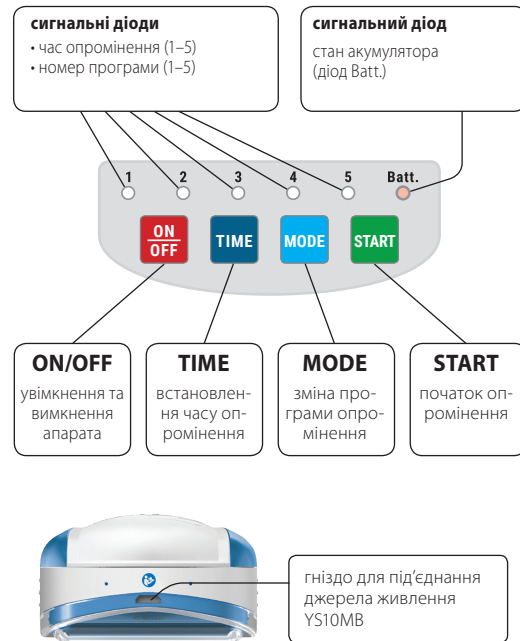 сигнальні діоди
• час опромінення (1–5)
• номер програми (1–5)
сигнальний діод
стан акумулятора
(діод Batt.)
1 2 3 4 5 Batt.
ON
OFF
TIME
MODE
START
ON/OFF
увімкнення та
вимкнення
апарата
TIME
встановлен-
ня часу оп-
ромінення
MODE
зміна про-
грами опро-
мінення
START
початок оп-
ромінення
гніздо для під’єднання
джерела живлення
YS10MB